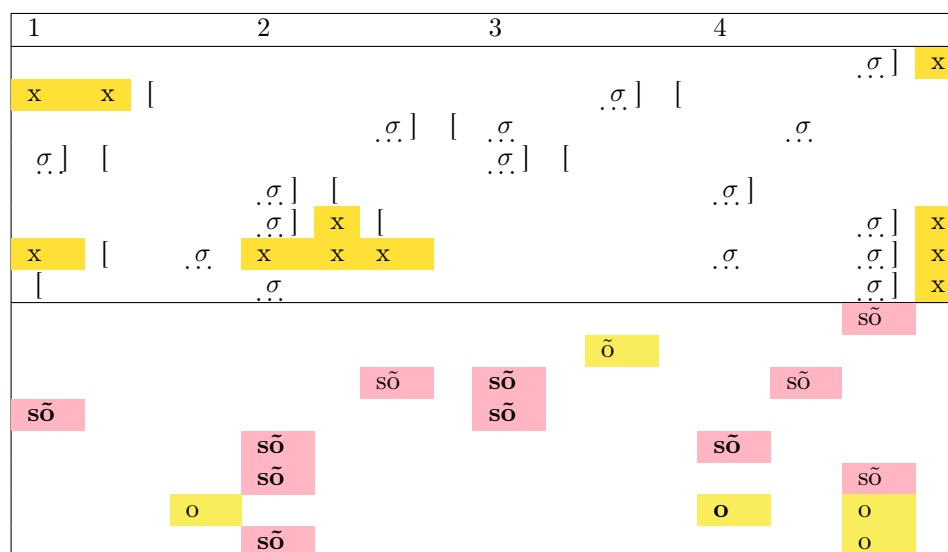 1 2 3 4
σ ] x
x x [ σ ] [
σ ] [ σ σ
σ ] [ σ ] [
σ ] [ σ ]
σ ] x [ σ ] x
x [ σ x x x σ σ ] x
[ σ σ ] x
sõ
õ
sõ sõ sõ
sõ sõ
sõ sõ
sõ sõ
o o o
sõ o